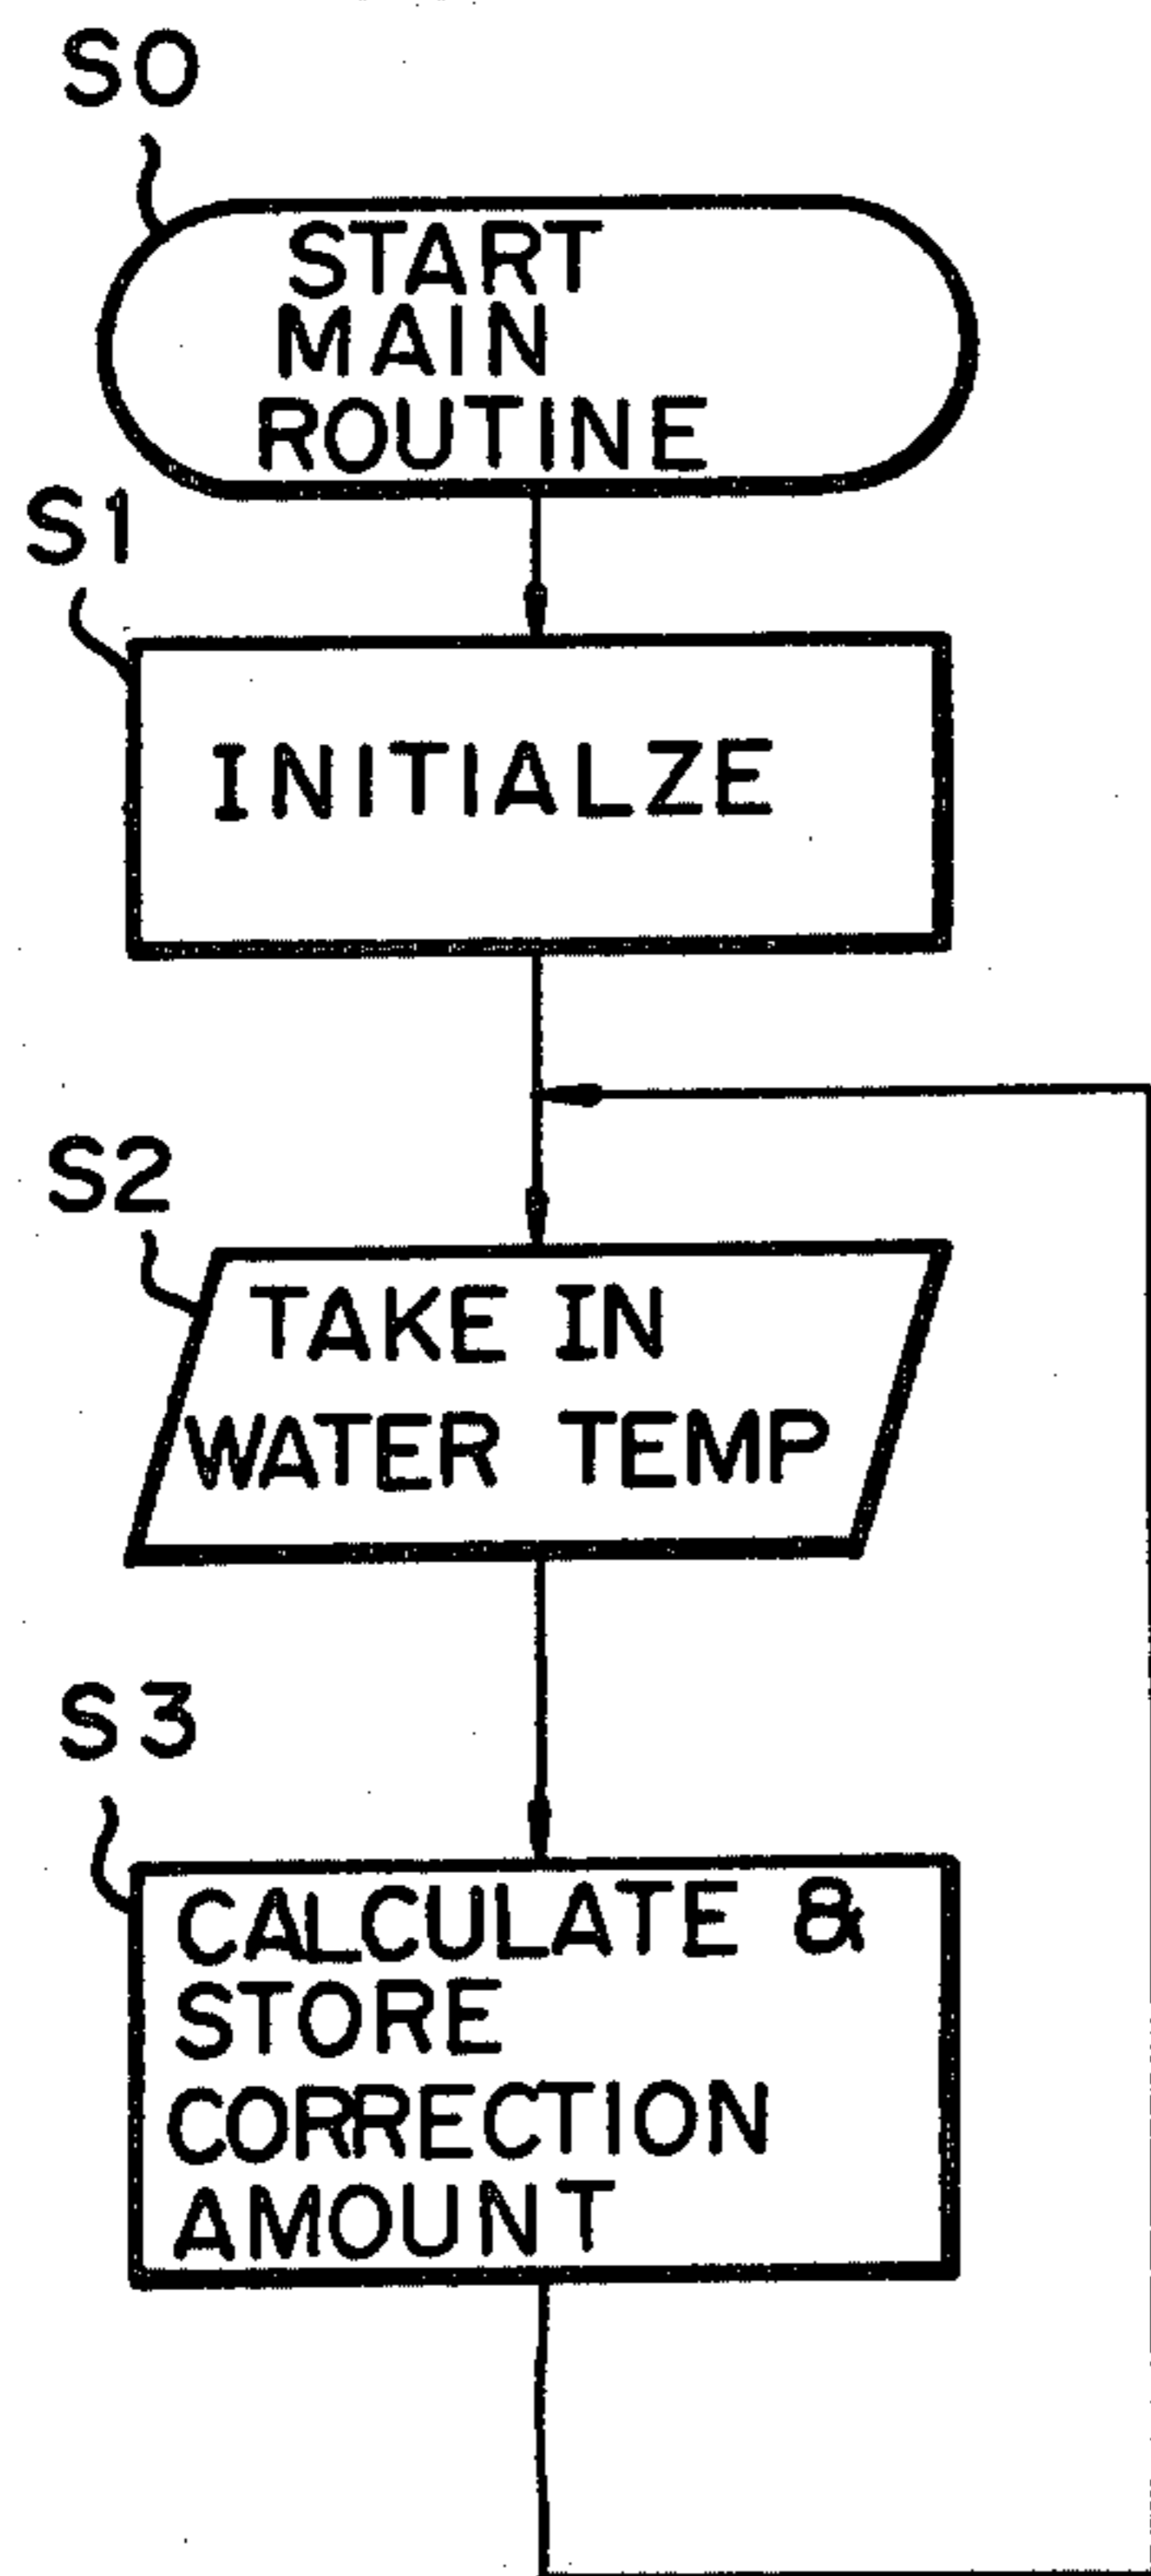 S0
START
MAIN
ROUTINE
S1
INITIALZE
S2
TAKE IN
WATER TEMP
S3
CALCULATE &
STORE
CORRECTION
AMOUNT